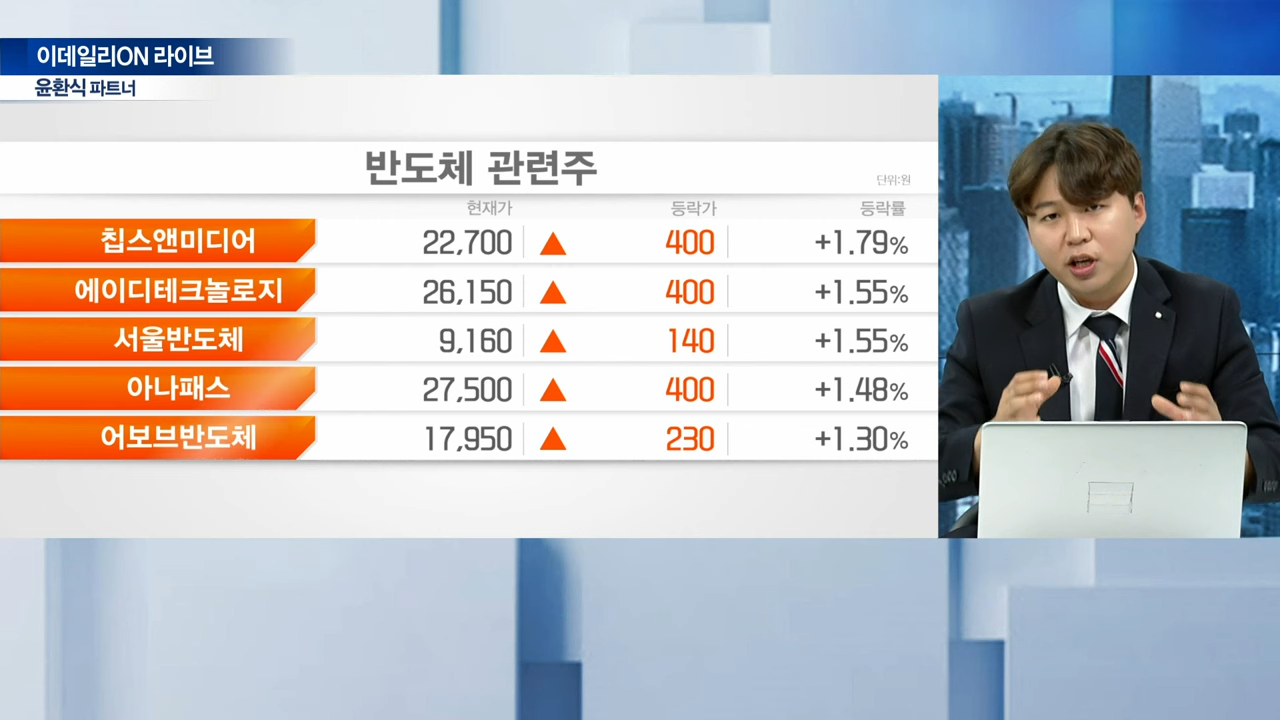 이데일리ON 라이브
윤환식 파트너
반도체 관련주
단위:원
현재가 등락가 등락률
칩스앤미디어 22,700 ▲ 400 +1.79%
에이디테크놀로지 26,150 ▲ 400 +1.55%
서울반도체 9,160 ▲ 140 +1.55%
아나패스 27,500 ▲ 400 +1.48%
어보브반도체 17,950 ▲ 230 +1.30%